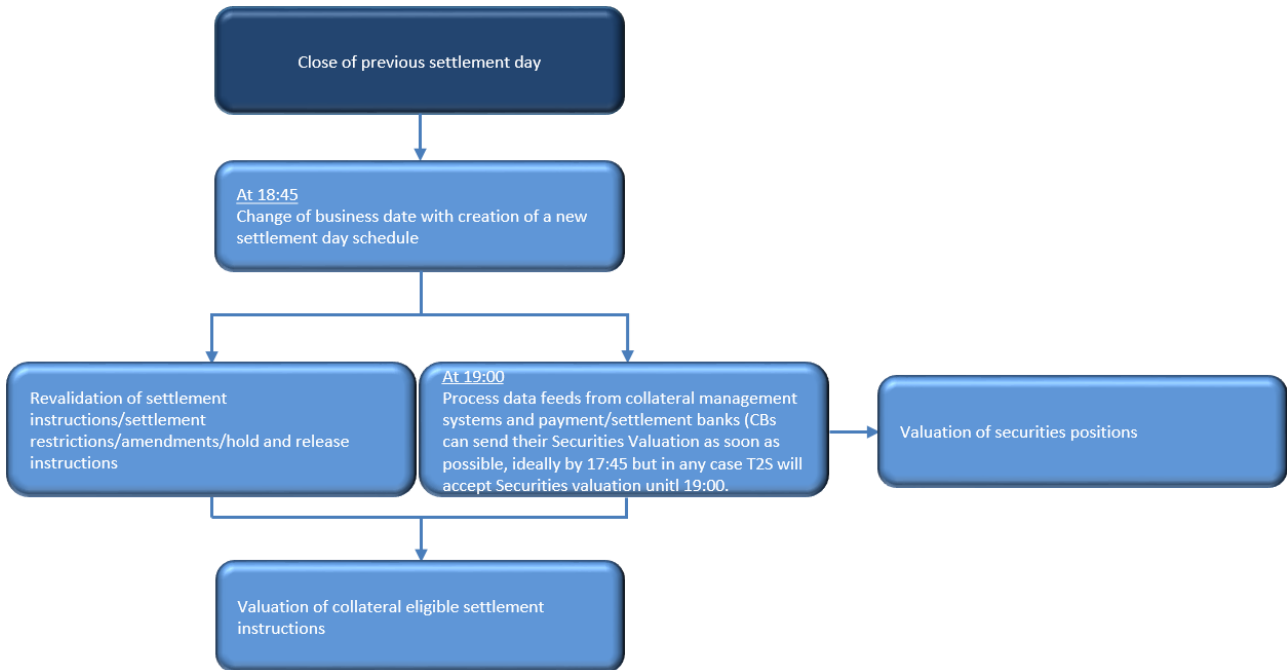 Close of previous settlement day
At 18:45
Change of business date with creation of a new
settlement day schedule
Revalidation of settlement
instructions/settlement
restrictions/amendments/hold and release
instructions
At 19:00
Process data feeds from collateral management
systems and payment/settlement banks (CBs
can send their Securities Valuation as soon as
possible, ideally by 17:45 but in any case T2S will
accept Securities valuation unitl 19:00.
Valuation of securities positions
Valuation of collateral eligible settlement
instructions